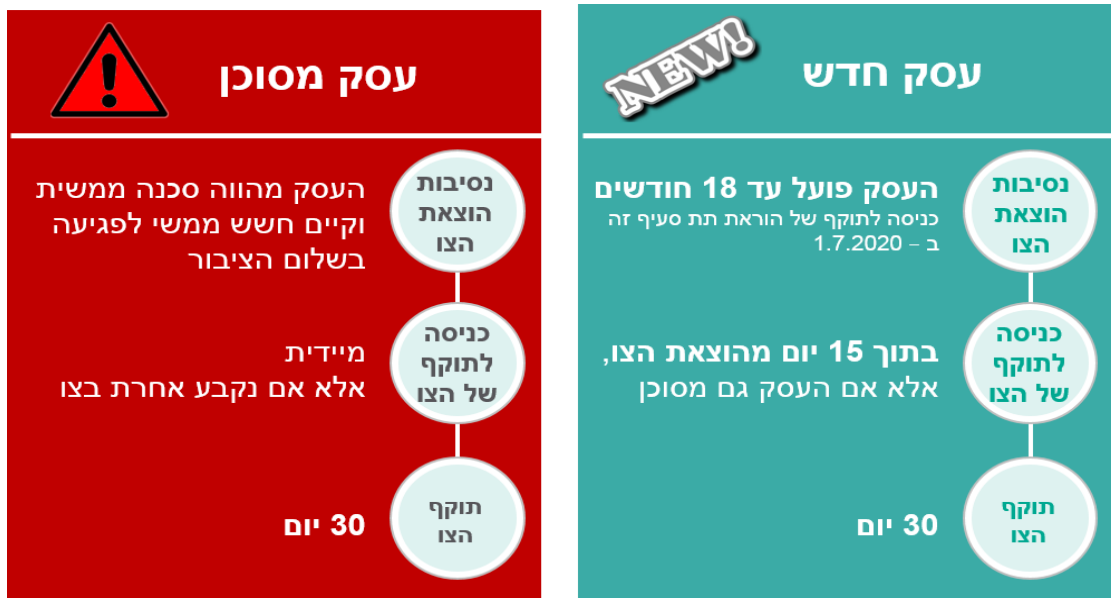 עסק חדש
NEW!
נסיבות
הוצאת
הצו
העסק פועל עד 18 חודשים
כניסה לתוקף של הוראת תת סעיף זה
ב – 1.7.2020
כניסה
לתוקף
של הצו
בתוך 15 יום מהוצאת הצו,
אלא אם העסק גם מסוכן
תוקף
הצו
30 יום
עסק מסוכן
!
נסיבות
הוצאת
הצו
העסק מהווה סכנה ממשית
וקיים חשש ממשי לפגיעה
בשלום הציבור
כניסה
לתוקף
של הצו
מיידית
אלא אם נקבע אחרת בצו
תוקף
הצו
30 יום